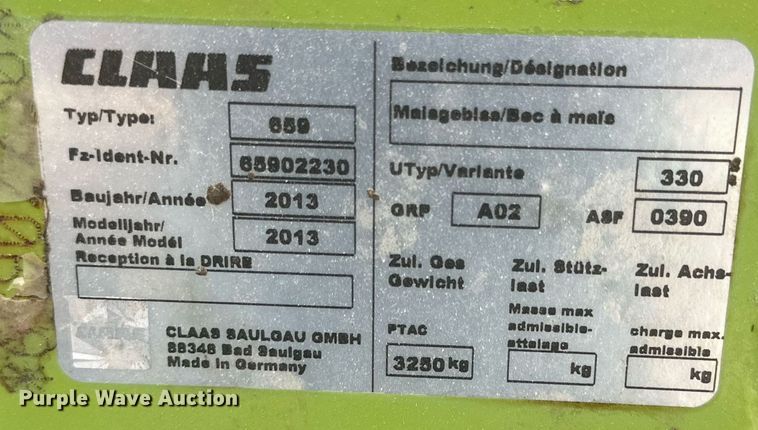 CLAAS
Typ/Type: 659
Fz-Ident-Nr. 65902230
Baujahr/Année 2013
Modelljahr/
Année Modél 2013
Reception à la DRIRE
CLAAS SAULGAU GMBH
88348 Bad Saulgau
Made in Germany
Bezeichung/Désignation
Maisgebiss/Bec à maïs
UTyp/Variante 330
GRP A02 ASF 0390
Zul. Ges
Gewicht
PTAC
3250 kg
Zul. Stütz-
last
Masse max
admissible-
attelage
kg
Zul. Achs-
last
charge max.
admissible
kg
Purple Wave Auction